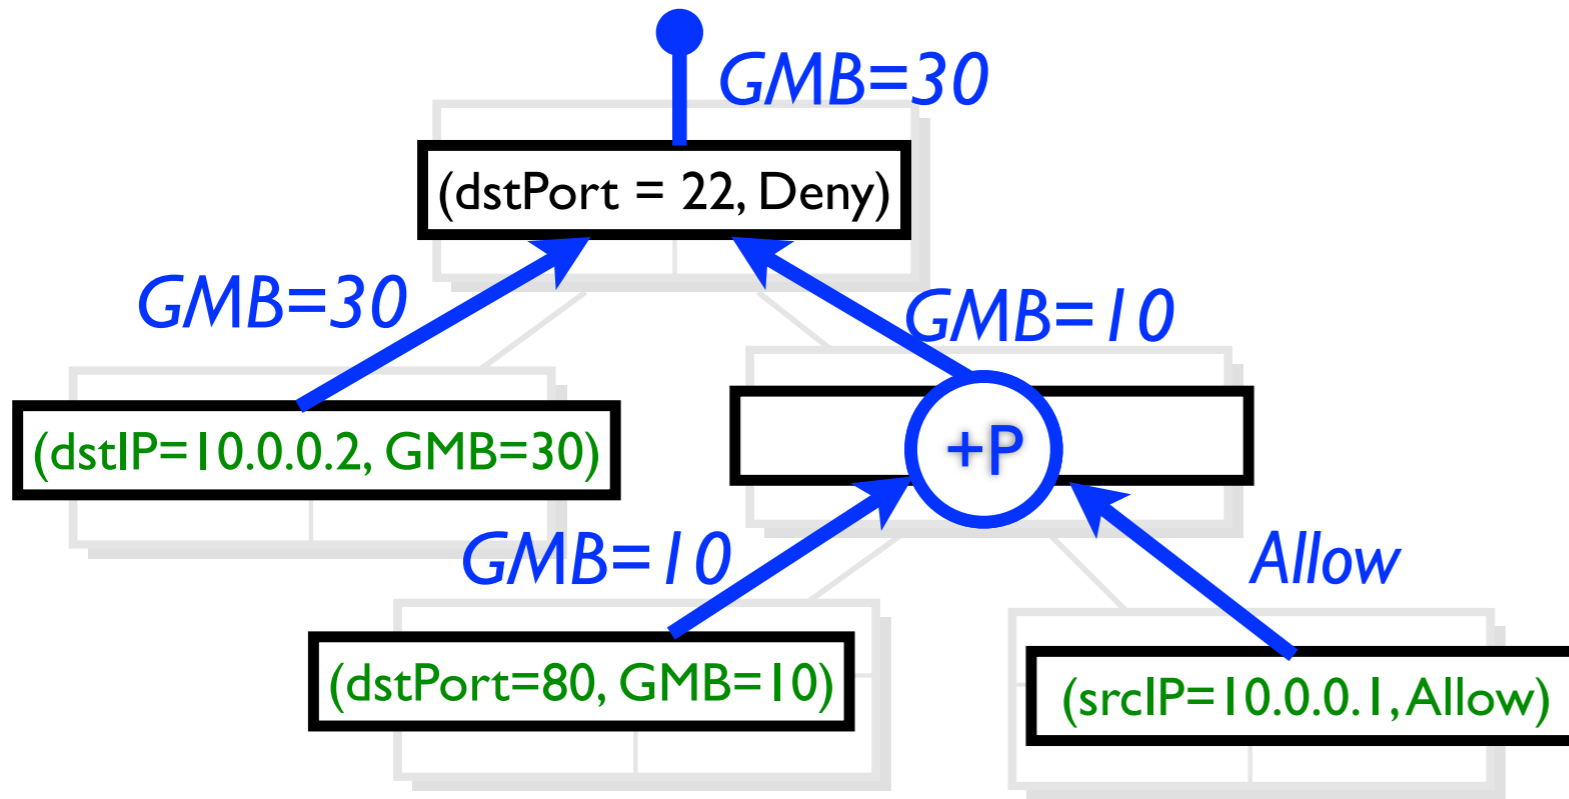 GMB=30
(dstPort = 22, Deny)
GMB=30
GMB=10
(dstIP=10.0.0.2, GMB=30)
+P
GMB=10
Allow
(dstPort=80, GMB=10)
(srcIP=10.0.0.1, Allow)